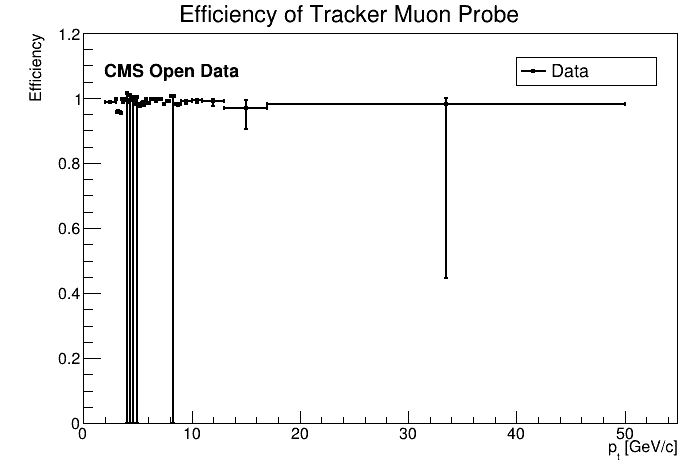 Efficiency of Tracker Muon Probe
Efficiency
1.2
1
0.8
0.6
0.4
0.2
0
CMS Open Data
Data
0
10
20
30
40
50
p_t [GeV/c]